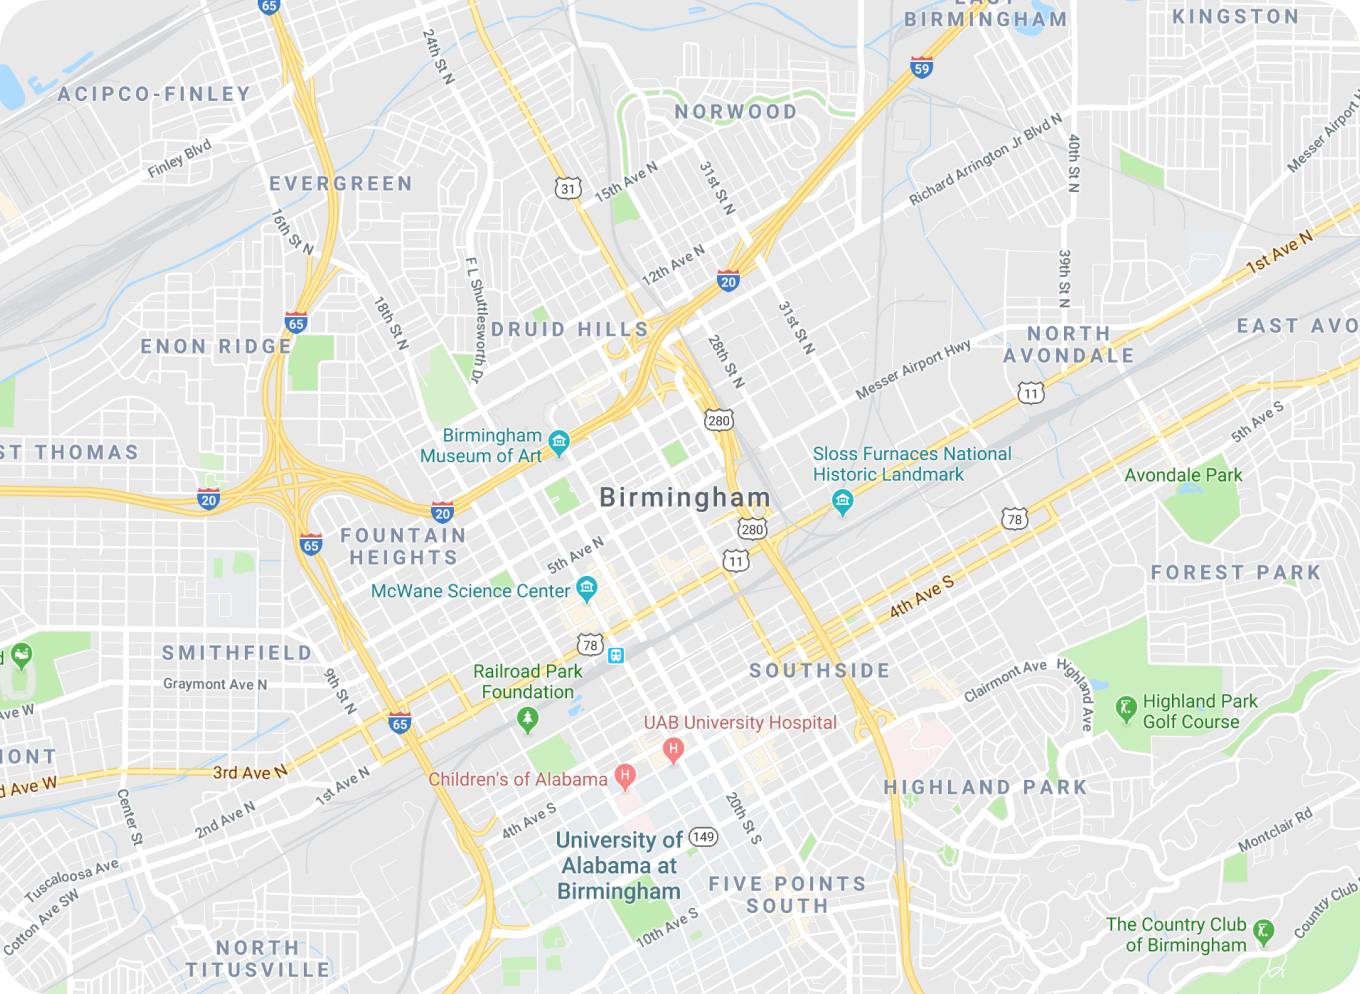 65
EAST
BIRMINGHAM
KINGSTON
24th St N
59
ACIPCO-FINLEY
NORWOOD
Finley Blvd
Richard Arrington Jr Blvd N
40th St N
Messer Airport H
EVERGREEN
31
15th Ave N
31st St N
16th St N
12th Ave N
1st Ave N
F L Shuttlesworth Dr
20
39th St N
65
18th St N
DRUID HILLS
31st St N
EAST AVO
ENON RIDGE
28th St N
NORTH
AVONDALE
Messer Airport Hwy
11
280
5th Ave S
Birmingham
Museum of Art
ST THOMAS
Sloss Furnaces National
Historic Landmark
Avondale Park
20
Birmingham
20
78
280
65
FOUNTAIN
HEIGHTS
5th Ave N
11
McWane Science Center
4th Ave S
FOREST PARK
78
SMITHFIELD
d
SOUTHSIDE
Graymont Ave N
9th St N
Railroad Park
Foundation
Clairmont Ave
Highland Ave
Highland Park
Golf Course
Ave W
65
UAB University Hospital
MONT
3rd Ave N
Children's of Alabama
d Ave W
1st Ave N
HIGHLAND PARK
Center St
2nd Ave N
4th Ave S
20th St S
149
Montclair Rd
University of
Alabama at
Birmingham
Tuscaloosa Ave
FIVE POINTS
SOUTH
Cotton Ave SW
10th Ave S
Country Club
The Country Club
of Birmingham
NORTH
TITUSVILLE